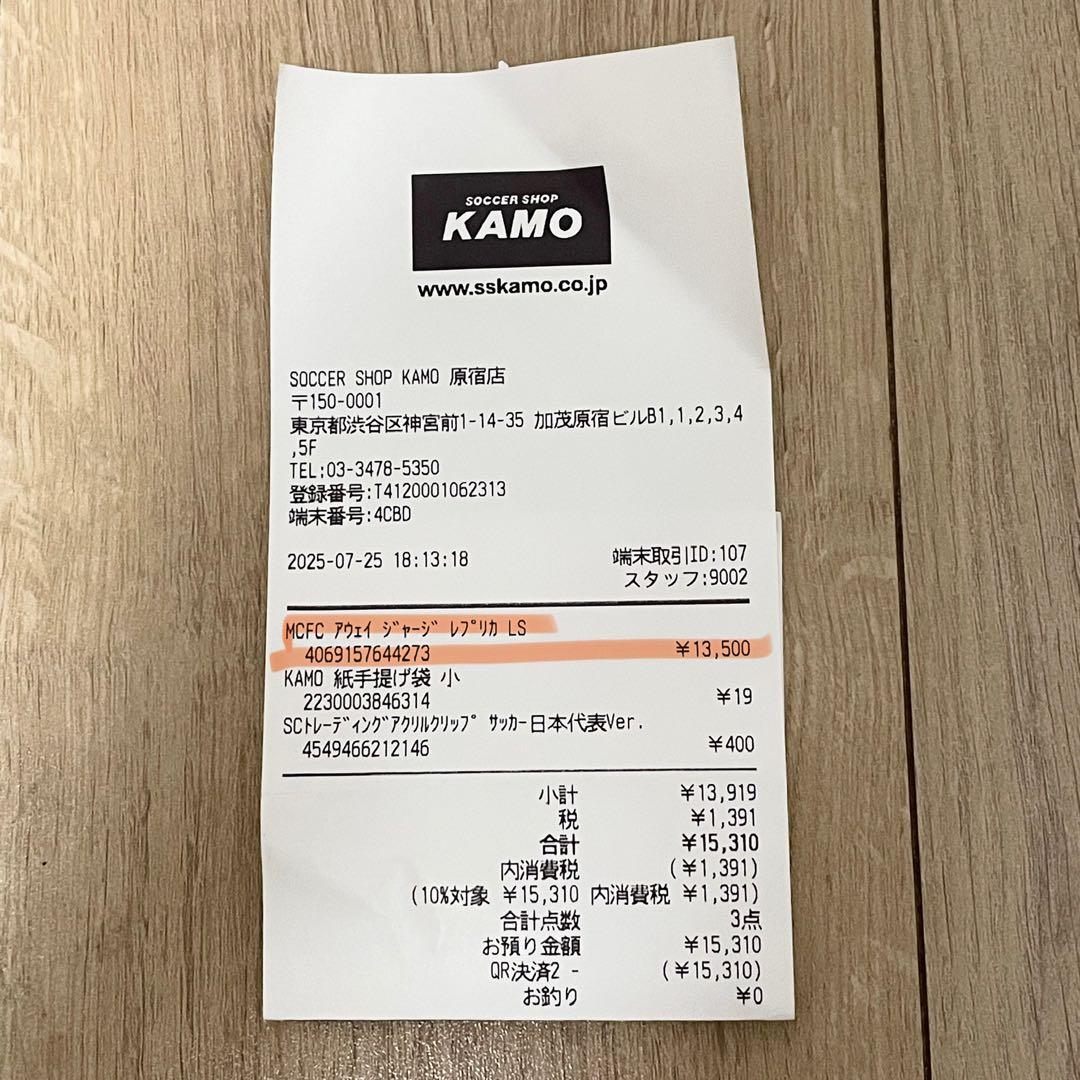 SOCCER SHOP
KAMO
www.sskamo.co.jp
SOCCER SHOP KAMO 原宿店
〒150-0001
東京都渋谷区神宮前1-14-35 加茂原宿ビルB1,1,2,3,4
,5F
TEL:03-3478-5350
登録番号:T4120001062313
端末番号:4CBD
2025-07-25 18:13:18 端末取引ID:107
スタッフ:9002
MCFC ｱｳｪｲ ｼﾞｬｰｼﾞ ﾚﾌﾟﾘｶ LS
4069157644273 ￥13,500
KAMO 紙手提げ袋 小
2230003846314 ￥19
SCﾄﾚｰﾃﾞｨﾝｸﾞｱｸﾘﾙｸﾘｯﾌﾟ ｻｯｶｰ日本代表Ver.
4549466212146 ￥400
小計 ￥13,919
税 ￥1,391
合計 ￥15,310
内消費税 (￥1,391)
(10%対象 ￥15,310 内消費税 ￥1,391)
合計点数 3点
お預り金額 ￥15,310
QR決済2 - (￥15,310)
お釣り ￥0